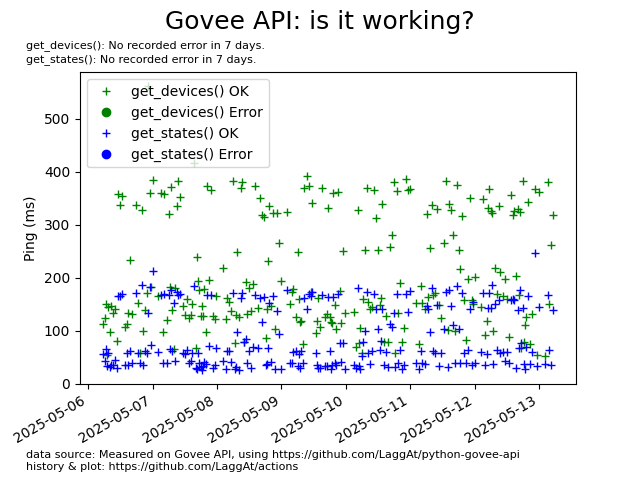 Govee API: is it working?
get_devices(): No recorded error in 7 days.
get_states(): No recorded error in 7 days.
get_devices() OK
get_devices() Error
get_states() OK
get_states() Error
Ping (ms)
500
400
300
200
100
0
2025-05-06
2025-05-07
2025-05-08
2025-05-09
2025-05-10
2025-05-11
2025-05-12
2025-05-13
data source: Measured on Govee API, using https://github.com/LaggAt/python-govee-api
history & plot: https://github.com/LaggAt/actions